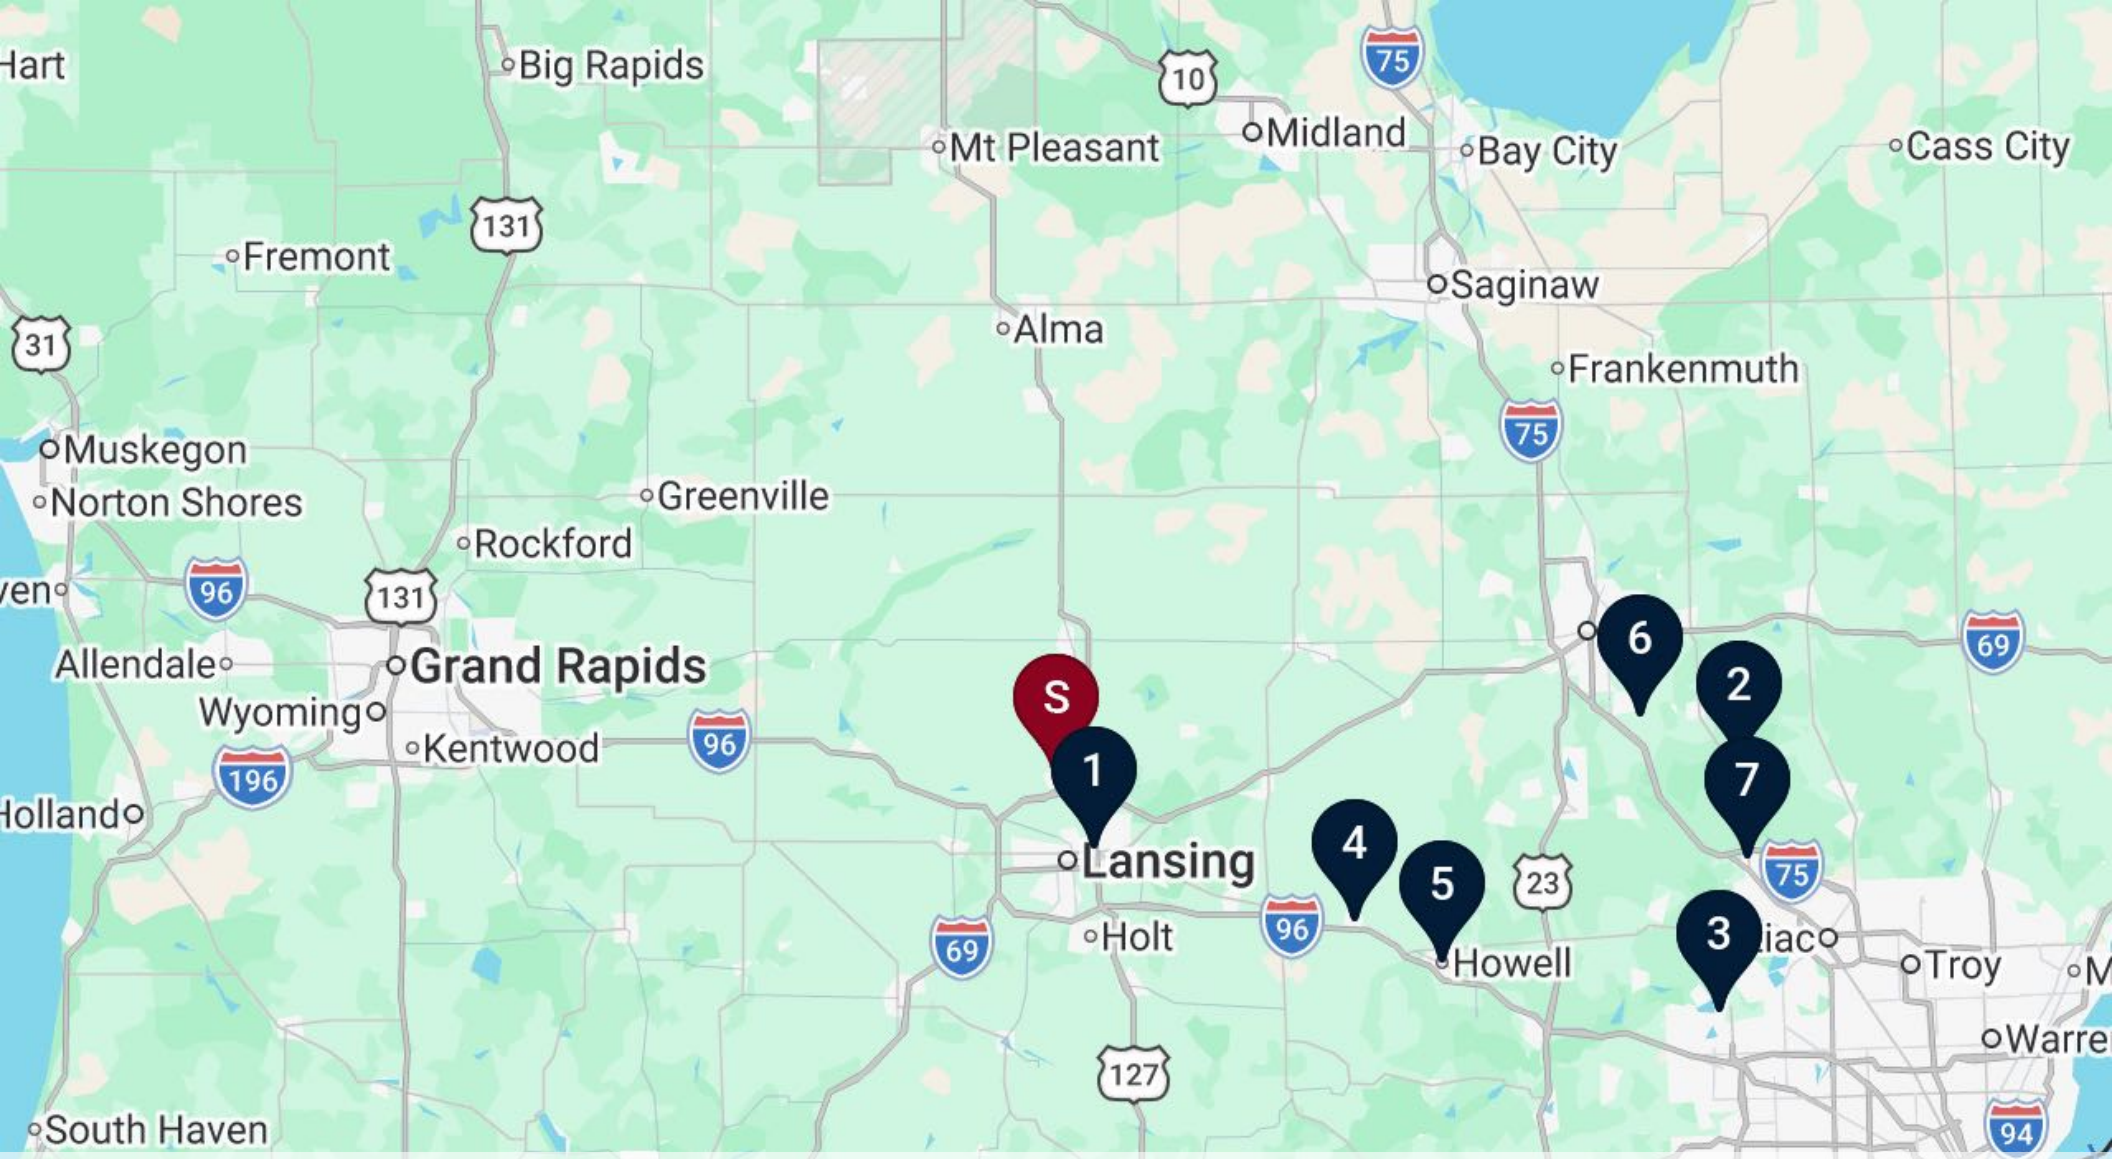 Hart
Big Rapids
10
75
Mt Pleasant
Midland
Bay City
Cass City
131
Fremont
Saginaw
31
Alma
Frankenmuth
75
Muskegon
Norton Shores
Greenville
Rockford
96
131
ven
6
69
Allendale
Grand Rapids
S
2
Wyoming
96
Kentwood
196
1
7
Holland
4
Lansing
5
23
75
69
Holt
96
3
iac
Howell
Troy
M
Warre
127
South Haven
94